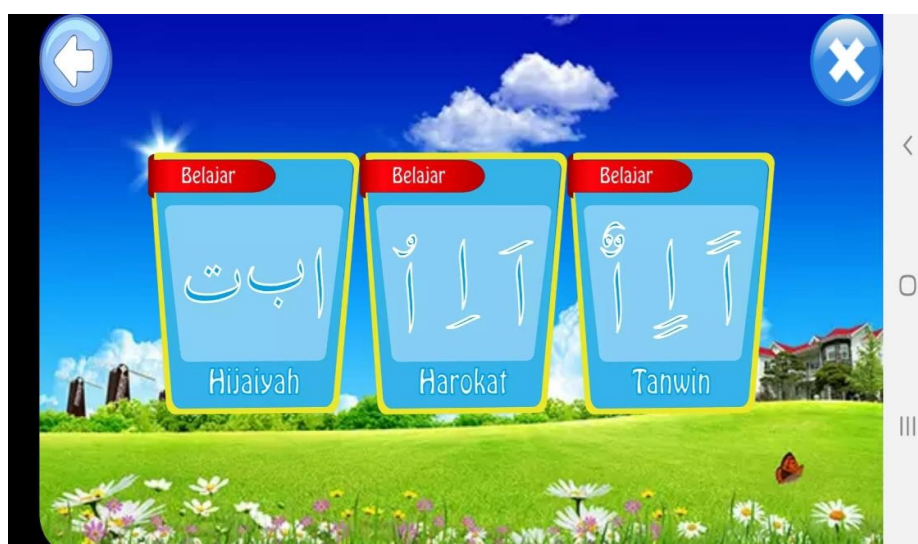 Belajar
ا ب ت
Hijaiyah
Belajar
اَ اِ اُ
Harokat
Belajar
اً اٍ اٌ
Tanwin